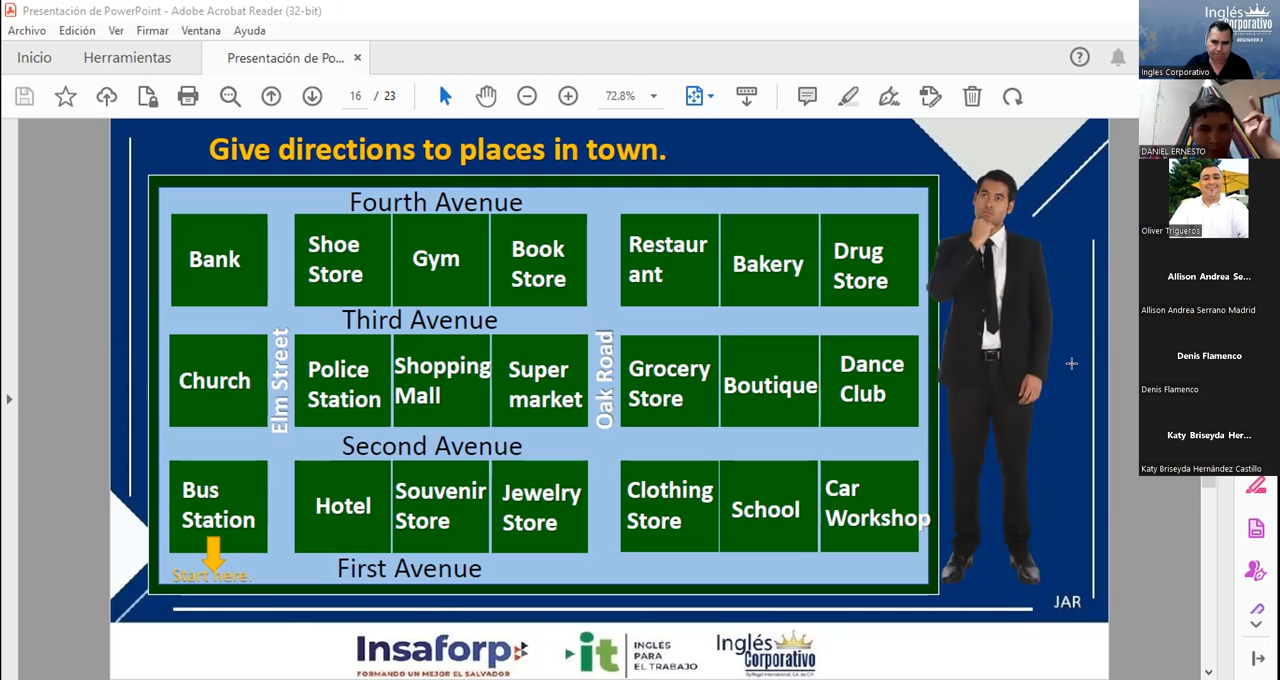 Presentación de PowerPoint - Adobe Acrobat Reader (32-bit)
Archivo Edición Ver Firmar Ventana Ayuda
Inicio Herramientas Presentación de Po... ×
16 / 23 72.8%
Give directions to places in town.
Fourth Avenue
Bank
Shoe
Store
Gym
Book
Store
Restaur
ant
Bakery
Drug
Store
Third Avenue
Elm Street
Oak Road
Church
Police
Station
Shopping
Mall
Super
market
Grocery
Store
Boutique
Dance
Club
Second Avenue
Bus
Station
Hotel
Souvenir
Store
Jewelry
Store
Clothing
Store
School
Car
Workshop
Start here.
First Avenue
JAR
Insaforp
FORMANDO UN MEJOR EL SALVADOR
it
INGLÉS
PARA
EL TRABAJO
Inglés
Corporativo
Inglés
Corporativo
BEGINNER 3
Ingles Corporativo
DANIEL ERNESTO
Oliver Trigueros
Allison Andrea Se...
Allison Andrea Serrano Madrid
Denis Flamenco
Denis Flamenco
Katy Briseyda Her...
Katy Briseyda Hernández Castillo